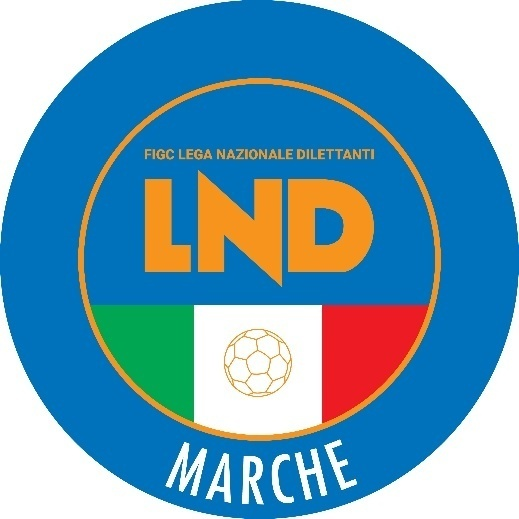 FIGC LEGA NAZIONALE DILETTANTI
LND
MARCHE